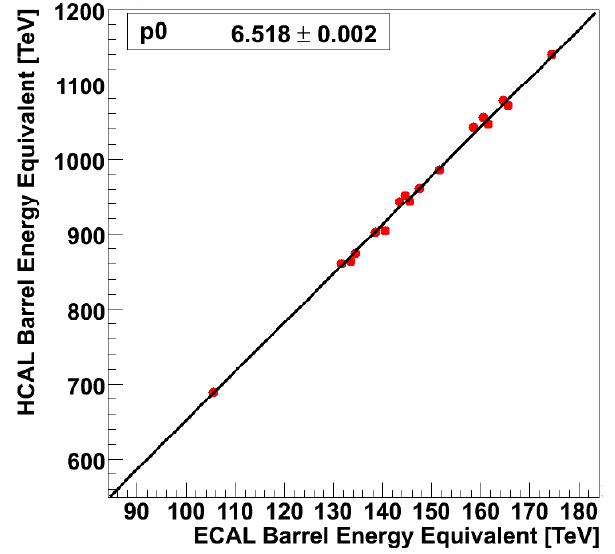 p0 6.518 ± 0.002
HCAL Barrel Energy Equivalent [TeV]
1200
1100
1000
900
800
700
600
90 100 110 120 130 140 150 160 170 180
ECAL Barrel Energy Equivalent [TeV]